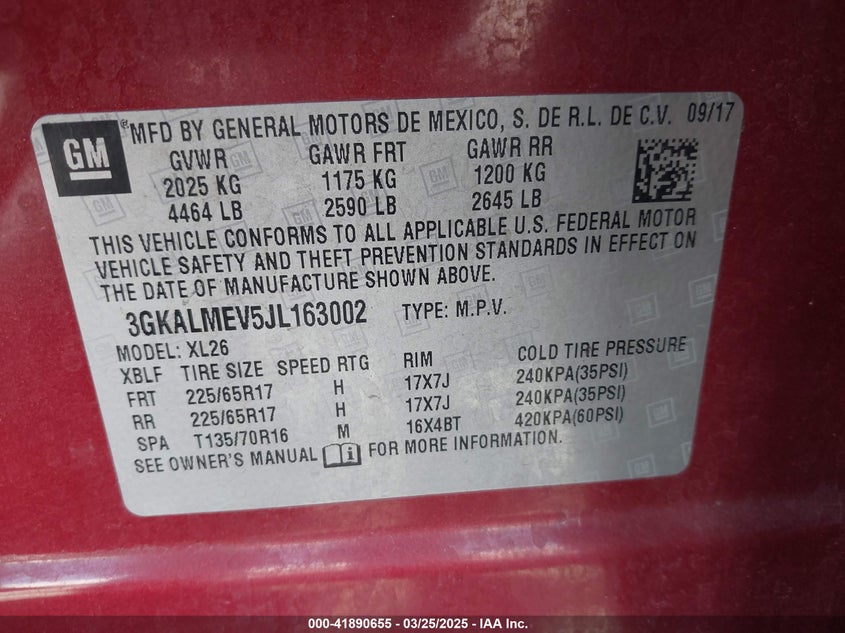 GM ® MFD BY GENERAL MOTORS DE MEXICO, S. DE R.L. DE C.V. 09/17
GVWR GAWR FRT GAWR RR
2025 KG 1175 KG 1200 KG
4464 LB 2590 LB 2645 LB
THIS VEHICLE CONFORMS TO ALL APPLICABLE U.S. FEDERAL MOTOR
VEHICLE SAFETY AND THEFT PREVENTION STANDARDS IN EFFECT ON
THE DATE OF MANUFACTURE SHOWN ABOVE.
3GKALMEV5JL163002 TYPE: M.P.V.
MODEL: XL26
XBLF TIRE SIZE SPEED RTG RIM COLD TIRE PRESSURE
FRT 225/65R17 H 17X7J 240KPA(35PSI)
RR 225/65R17 H 17X7J 240KPA(35PSI)
SPA T135/70R16 M 16X4BT 420KPA(60PSI)
SEE OWNER'S MANUAL FOR MORE INFORMATION.
000-41890655 - 03/25/2025 - IAA Inc.